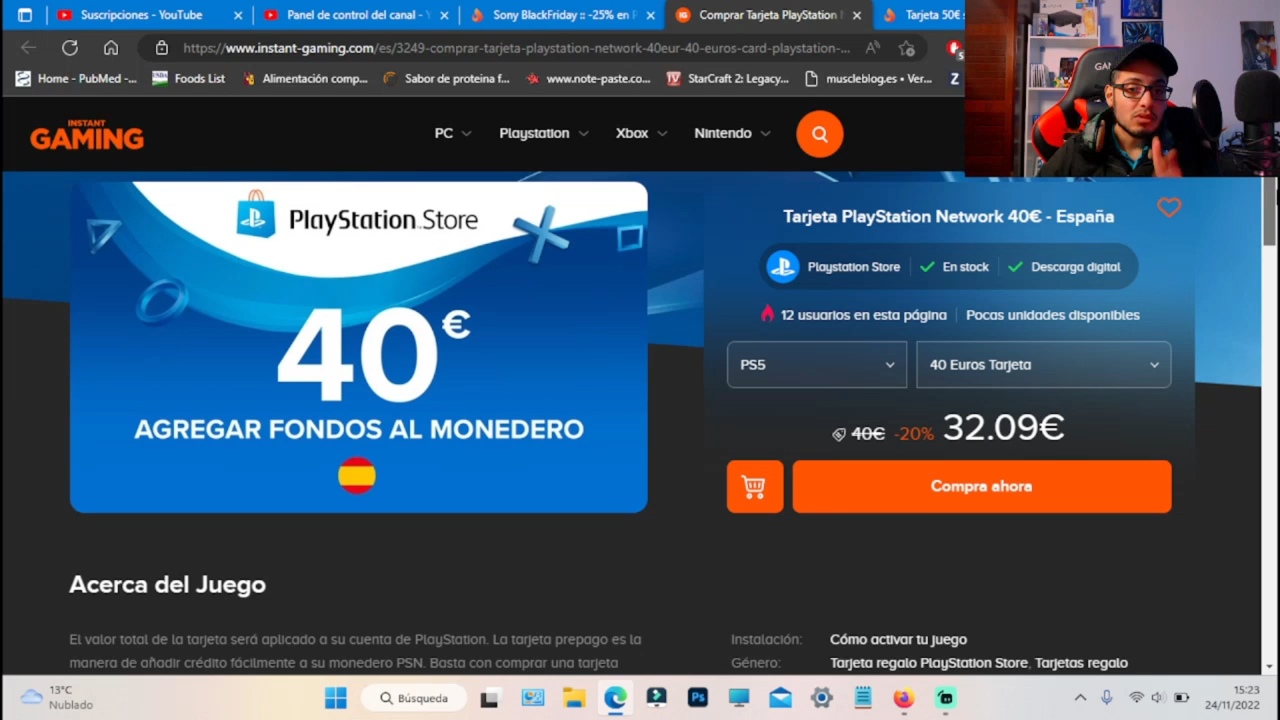 Suscripciones - YouTube
Panel de control del canal - Y
Sony BlackFriday :: -25% en P
Comprar Tarjeta PlayStation N
Tarjeta 50€ s
https://www.instant-gaming.com/es/3249-comprar-tarjeta-playstation-network-40eur-40-euros-card-playstation-...
Home - PubMed -...
USDA
Foods List
Alimentación comp...
Sabor de proteina f...
www.note-paste.co...
StarCraft 2: Legacy...
muscleblog.es • Ver...
Z
INSTANT
GAMING
PC
Playstation
Xbox
Nintendo
PlayStation Store
40€
AGREGAR FONDOS AL MONEDERO
Tarjeta PlayStation Network 40€ - España
Playstation Store
En stock
Descarga digital
12 usuarios en esta página
Pocas unidades disponibles
PS5
40 Euros Tarjeta
40€ -20% 32.09€
Compra ahora
Acerca del Juego
El valor total de la tarjeta será aplicado a su cuenta de PlayStation. La tarjeta prepago es la
manera de añadir crédito fácilmente a su monedero PSN. Basta con comprar una tarjeta
Instalación: Cómo activar tu juego
Género: Tarjeta regalo PlayStation Store, Tarjetas regalo
13°C
Nublado
Búsqueda
Ps
15:23
24/11/2022